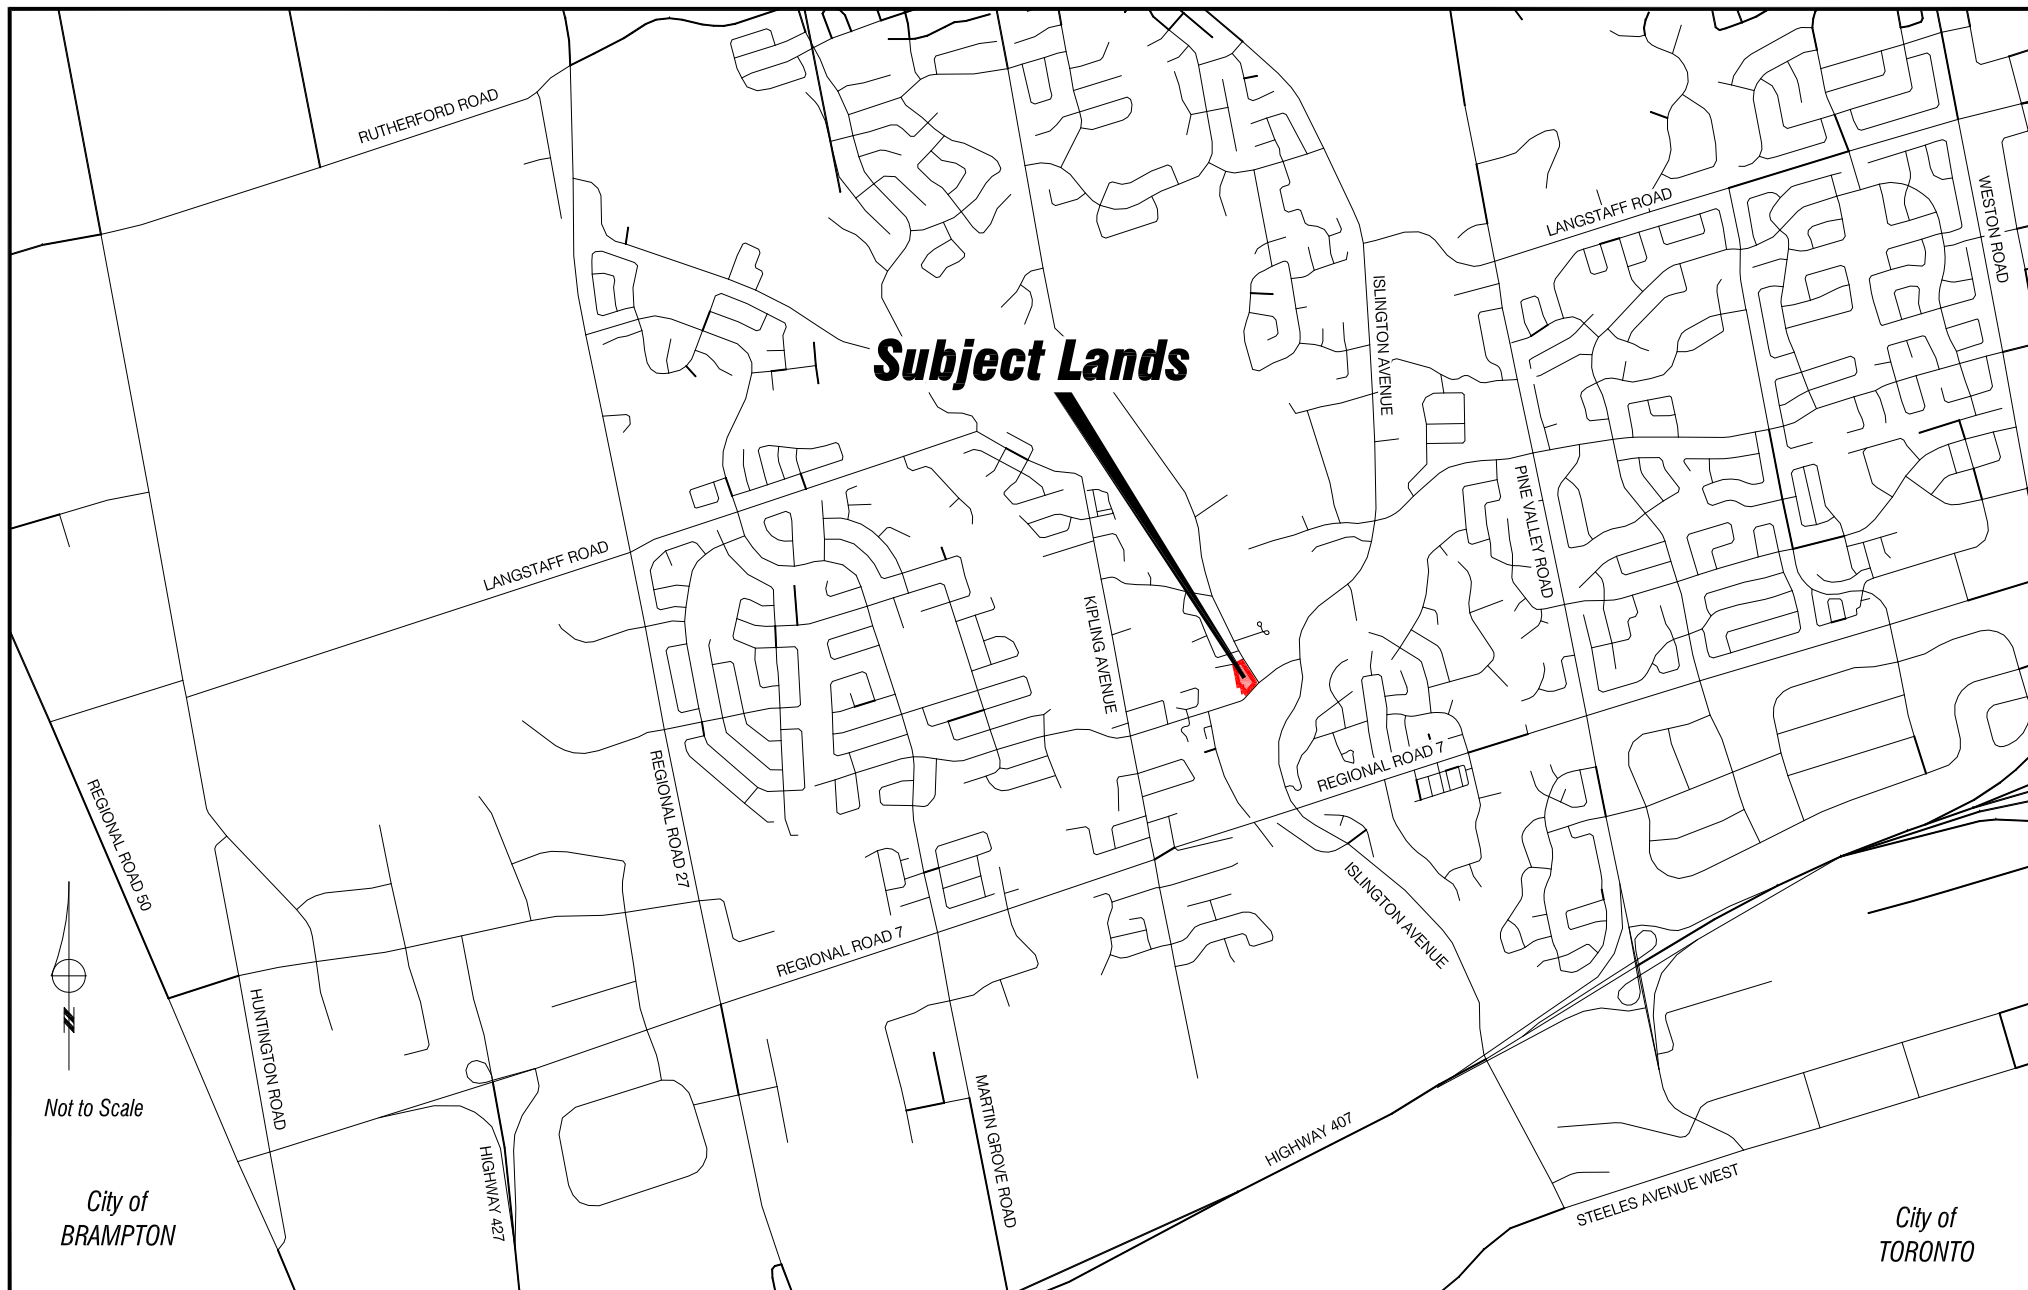 RUTHERFORD ROAD
LANGSTAFF ROAD
WESTON ROAD
ISLINGTON AVENUE
Subject Lands
PINE VALLEY ROAD
LANGSTAFF ROAD
KIPLING AVENUE
REGIONAL ROAD 7
REGIONAL ROAD 27
REGIONAL ROAD 50
ISLINGTON AVENUE
REGIONAL ROAD 7
HUNTINGTON ROAD
N
Not to Scale
MARTIN GROVE ROAD
HIGHWAY 407
HIGHWAY 427
STEELES AVENUE WEST
City of
BRAMPTON
City of
TORONTO